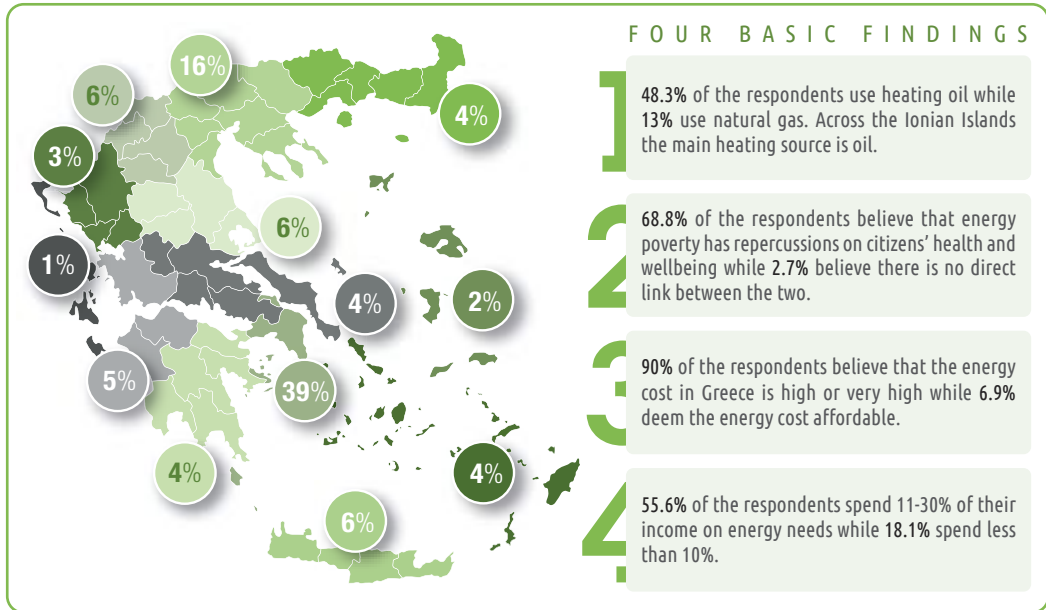 16%
6%
4%
3%
6%
1%
4%
2%
5%
39%
4%
4%
6%
FOUR BASIC FINDINGS
1
48.3% of the respondents use heating oil while
13% use natural gas. Across the Ionian Islands
the main heating source is oil.
2
68.8% of the respondents believe that energy
poverty has repercussions on citizens’ health and
wellbeing while 2.7% believe there is no direct
link between the two.
3
90% of the respondents believe that the energy
cost in Greece is high or very high while 6.9%
deem the energy cost affordable.
4
55.6% of the respondents spend 11-30% of their
income on energy needs while 18.1% spend less
than 10%.